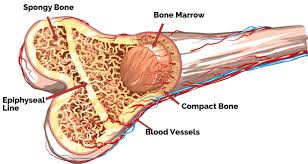 Spongy Bone
Bone Marrow
Epiphyseal
Line
Compact Bone
Blood Vessels